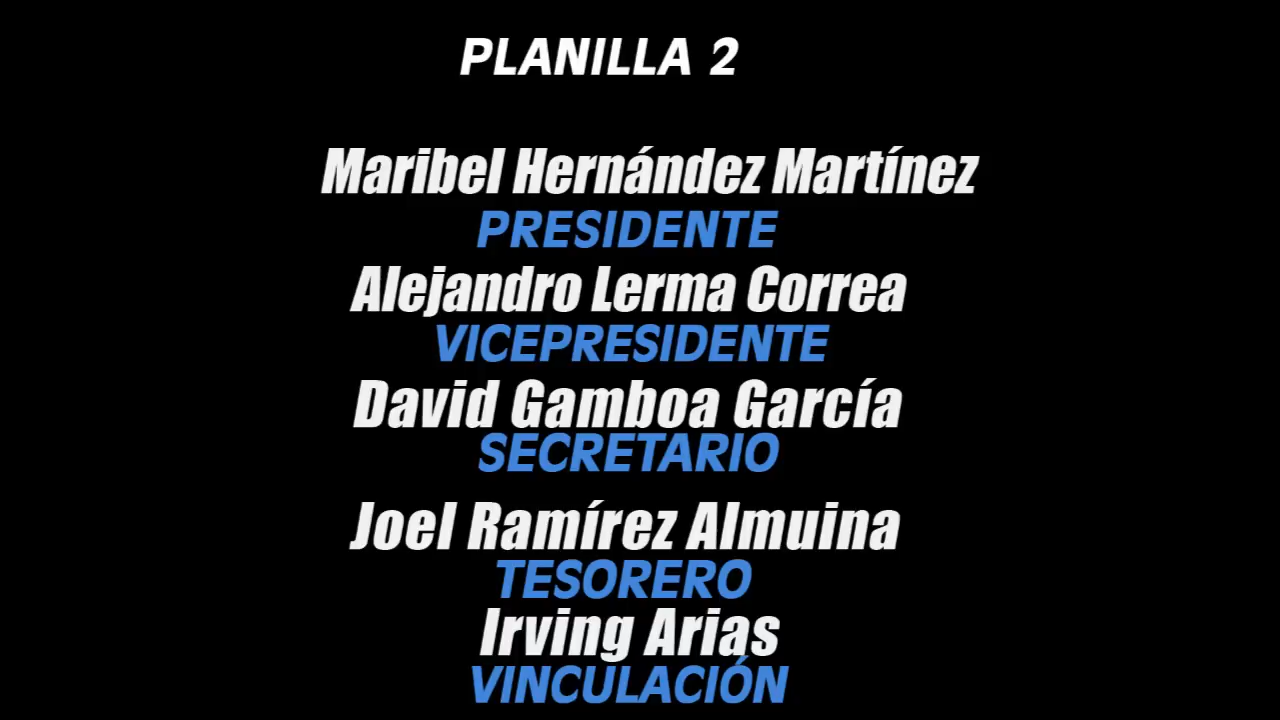 PLANILLA 2
Maribel Hernández Martínez
PRESIDENTE
Alejandro Lerma Correa
VICEPRESIDENTE
David Gamboa García
SECRETARIO
Joel Ramírez Almuina
TESORERO
Irving Arias
VINCULACIÓN